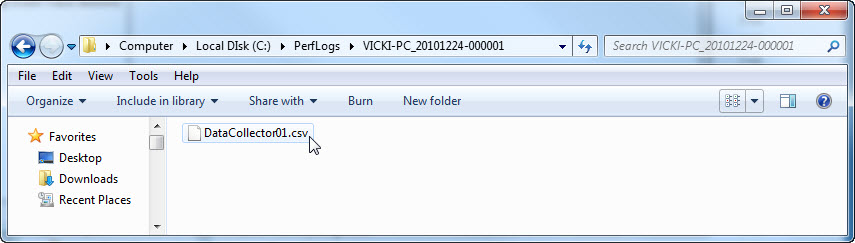 Computer ▸ Local DIsk (C:) ▸ PerfLogs ▸ VICKI-PC_20101224-000001
Search VICKI-PC_20101224-000001
File Edit View Tools Help
Organize Include in library Share with Burn New folder
Favorites
Desktop
Downloads
Recent Places
DataCollector01.csv